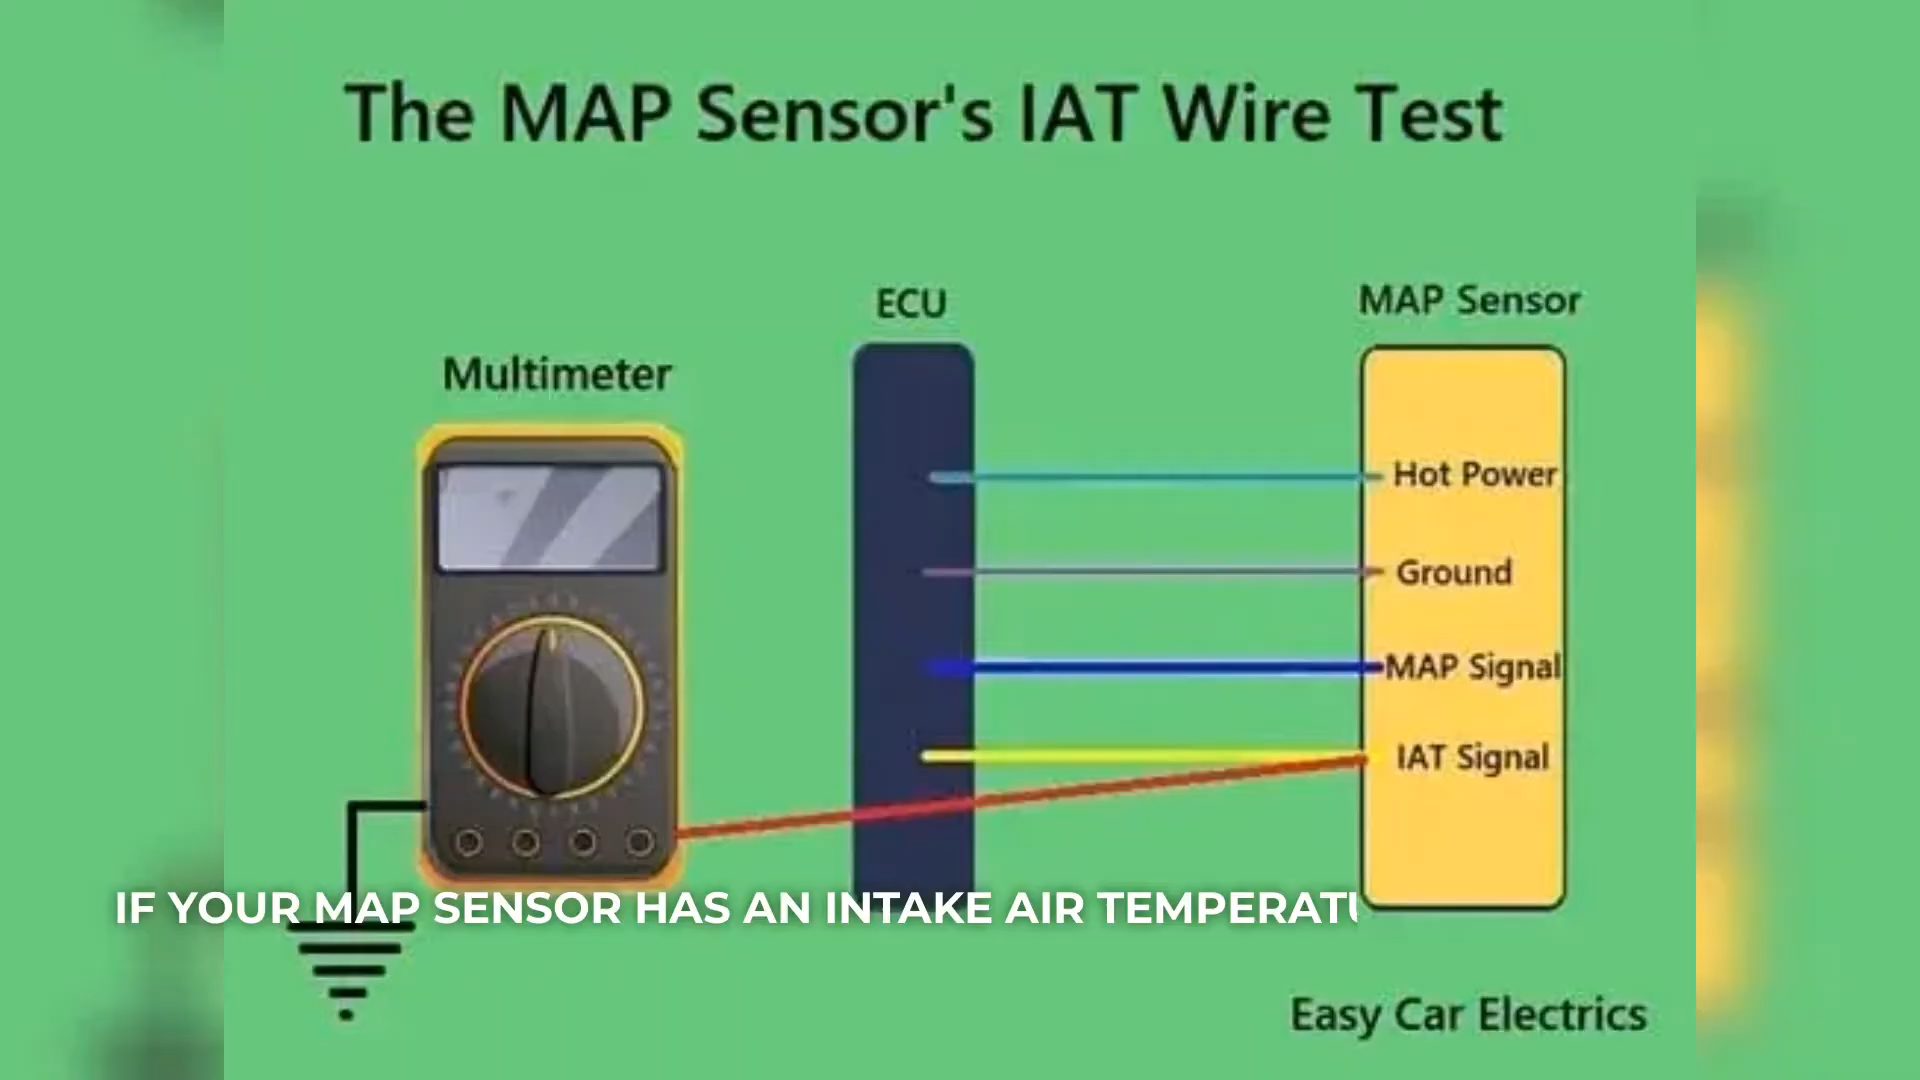 The MAP Sensor's IAT Wire Test
ECU
MAP Sensor
Multimeter
Hot Power
Ground
MAP Signal
IAT Signal
IF YOUR MAP SENSOR HAS AN INTAKE AIR TEMPERATU
Easy Car Electrics